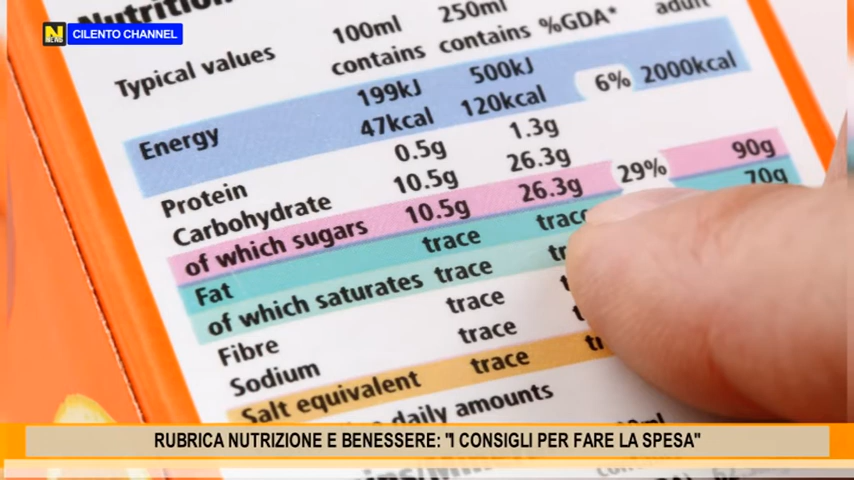 CILENTO CHANNEL
Nutrition
Typical values 100ml contains 250ml contains %GDA* adult
Energy 199kJ 500kJ
47kcal 120kcal 6% 2000kcal
Protein 0.5g 1.3g
Carbohydrate 10.5g 26.3g
of which sugars 10.5g 26.3g 29% 90g
Fat trace trace 70g
of which saturates trace
Fibre trace
Sodium trace
Salt equivalent trace
daily amounts
RUBRICA NUTRIZIONE E BENESSERE: "I CONSIGLI PER FARE LA SPESA"